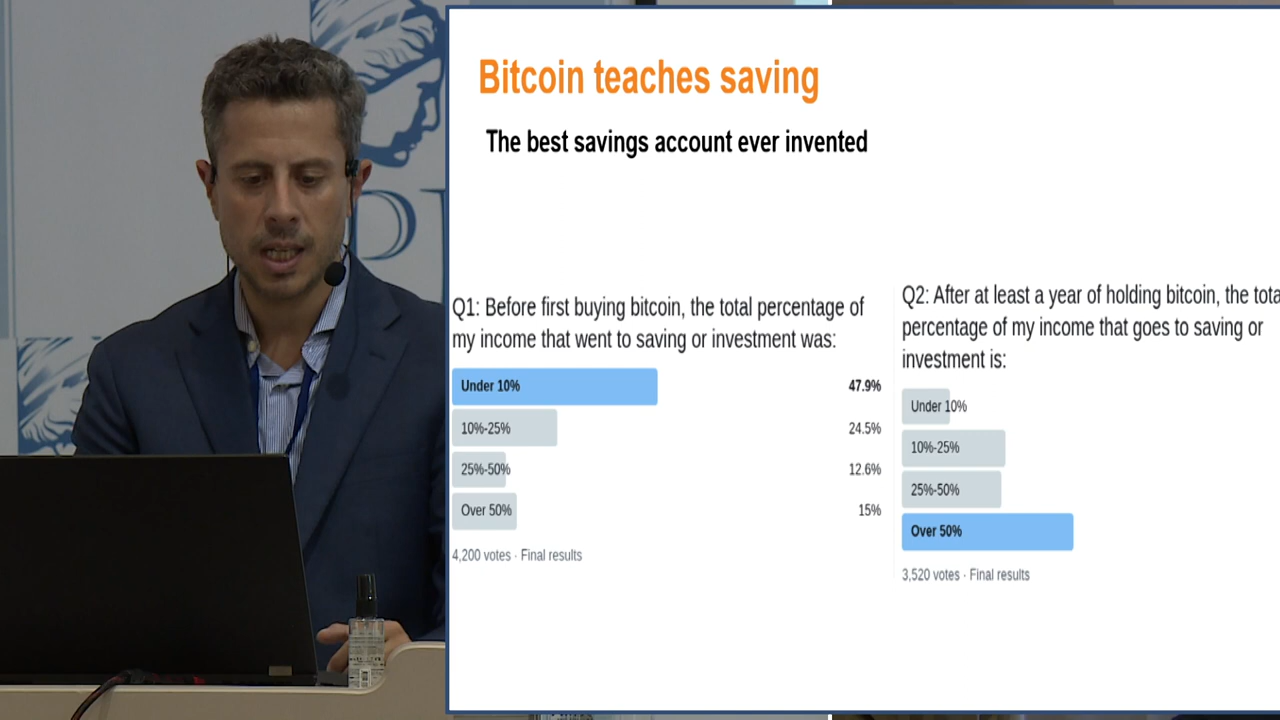 Bitcoin teaches saving
The best savings account ever invented
Q1: Before first buying bitcoin, the total percentage of
my income that went to saving or investment was:
Under 10% 47.9%
10%-25% 24.5%
25%-50% 12.6%
Over 50% 15%
4,200 votes · Final results
Q2: After at least a year of holding bitcoin, the tota
percentage of my income that goes to saving or
investment is:
Under 10%
10%-25%
25%-50%
Over 50%
3,520 votes · Final results